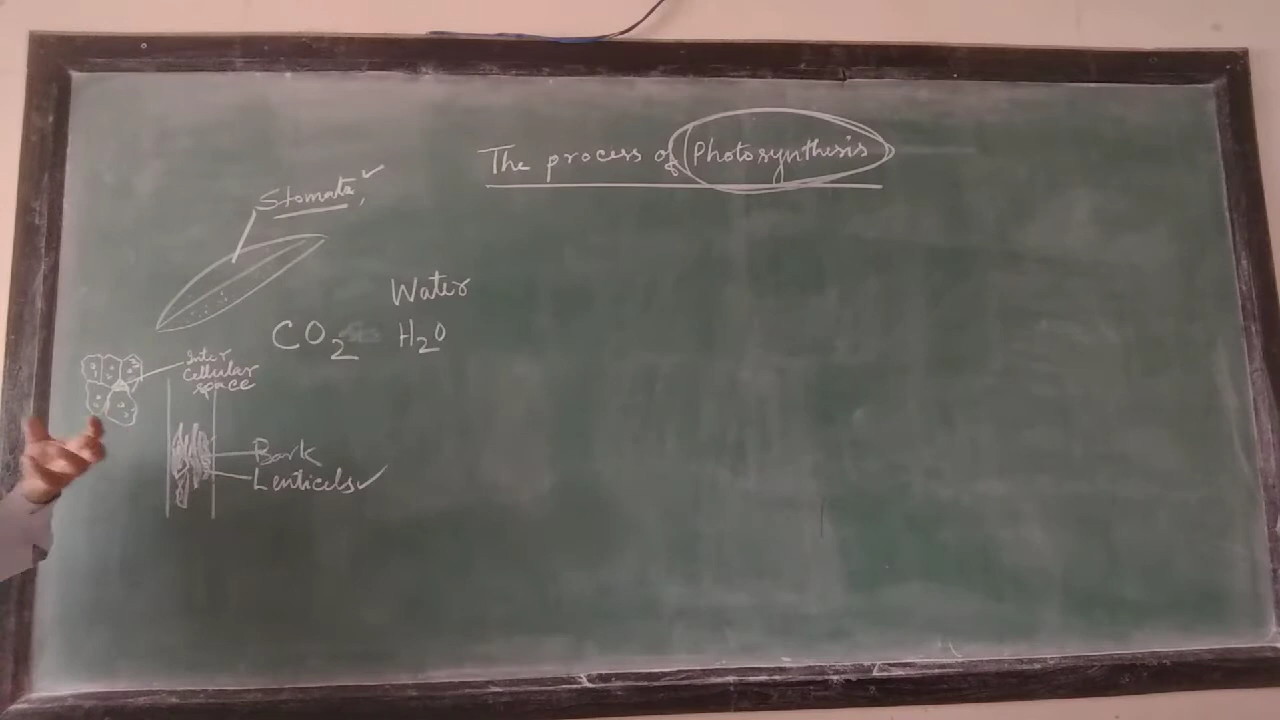 The process of Photosynthesis
Stomata,
Water
CO2 H2O
Inter
cellular
space
Bark
Lenticels